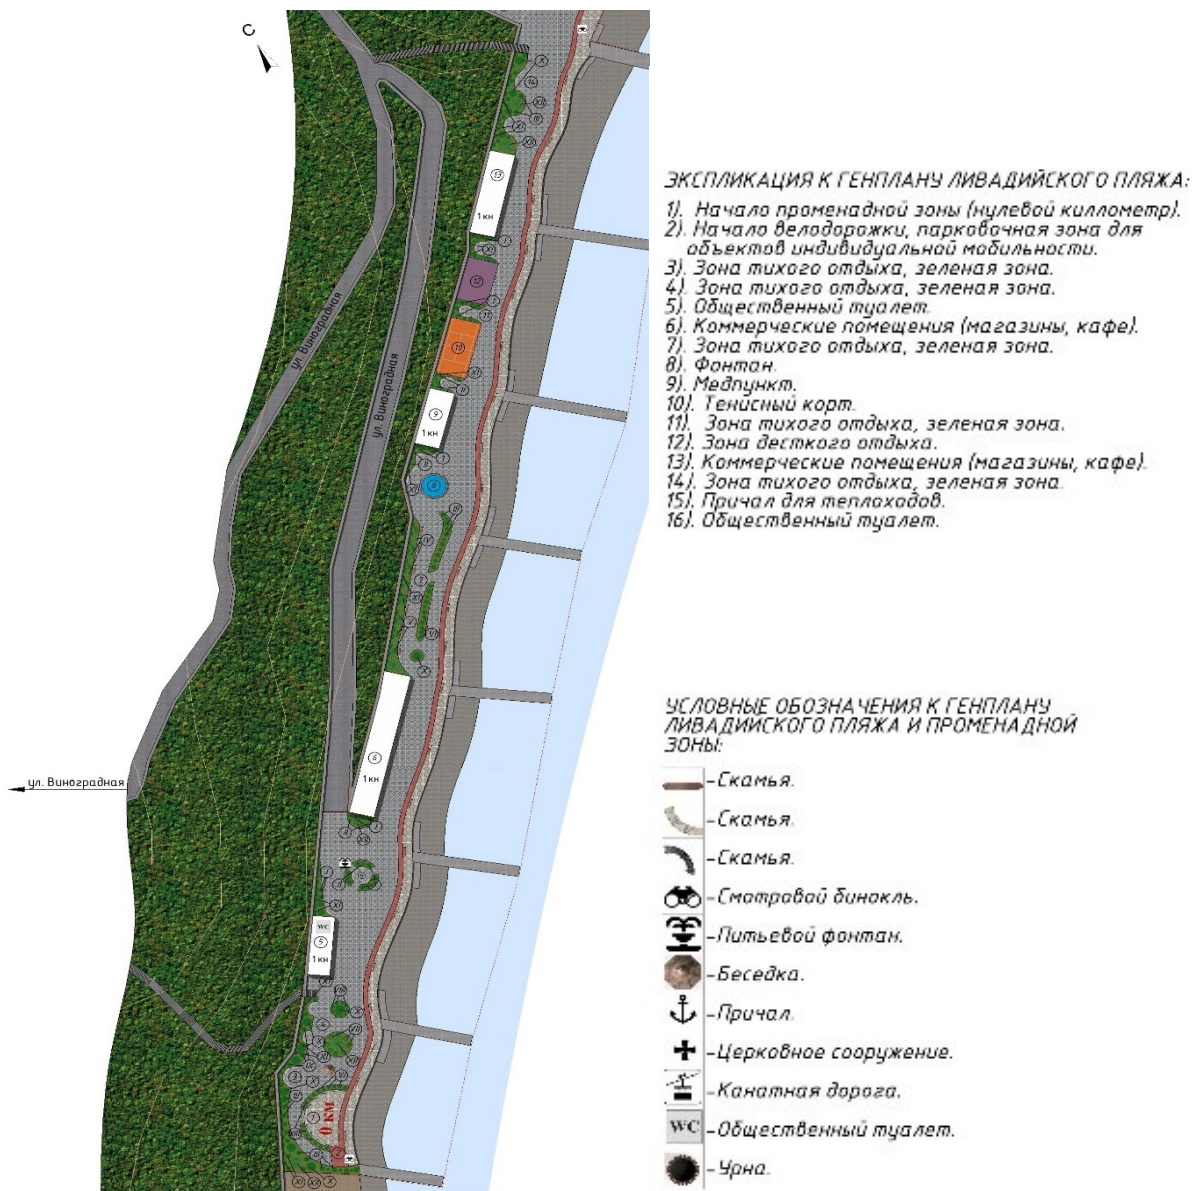 С
ЭКСПЛИКАЦИЯ К ГЕНПЛАНУ ЛИВАДИЙСКОГО ПЛЯЖА:
1). Начало променадной зоны (нулевой киллометр).
2). Начало велодорожки, парковочная зона для
объектов индивидуальной мобильности.
3). Зона тихого отдыха, зеленая зона.
4). Зона тихого отдыха, зеленая зона.
5). Общественный туалет.
6). Коммерческие помещения (магазины, кафе).
7). Зона тихого отдыха, зеленая зона.
8). Фонтан.
9). Медпункт.
10). Тенисный корт.
11). Зона тихого отдыха, зеленая зона.
12). Зона десткого отдыха.
13). Коммерческие помещения (магазины, кафе).
14). Зона тихого отдыха, зеленая зона.
15). Причал для теплоходов.
16). Общественный туалет.
УСЛОВНЫЕ ОБОЗНАЧЕНИЯ К ГЕНПЛАНУ
ЛИВАДИЙСКОГО ПЛЯЖА И ПРОМЕНАДНОЙ
ЗОНЫ:
-Скамья.
-Скамья.
-Скамья.
-Смотровой бинокль.
-Питьевой фонтан.
-Беседка.
-Причал.
-Церковное сооружение.
-Канатная дорога.
WC -Общественный туалет.
-Урна.
14
13
1 кн
12
11
10
9
1 кн
8
6
1 кн
WC
5
1 кн
0 КМ
ул. Виноградная
ул. Виноградная
ул. Виноградная